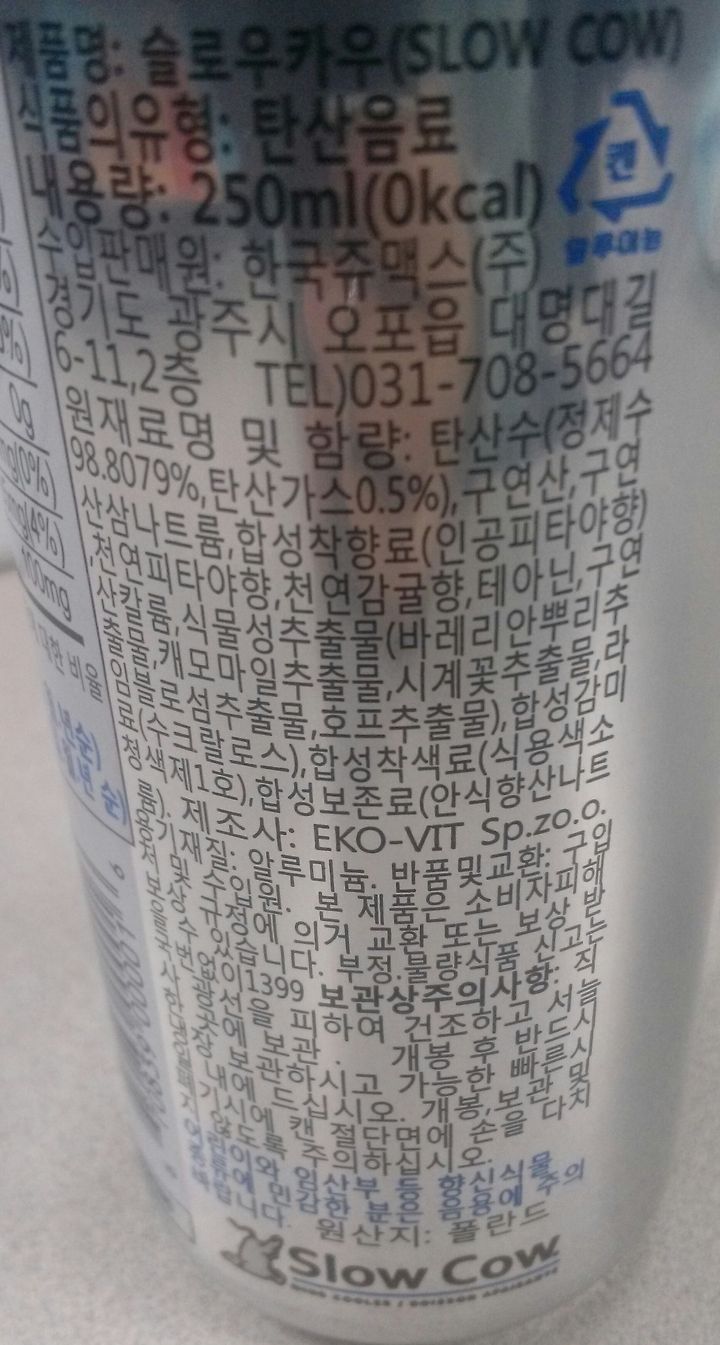 제품명: 슬로우카우(SLOW COW)
식품의유형: 탄산음료
내용량: 250ml(0kcal)
캔
알루미늄
수입판매원: 한국쥬맥스(주)
경기도 광주시 오포읍 대명대길
6-11,2층 TEL)031-708-5664
원재료명 및 함량: 탄산수(정제수
98.8079%,탄산가스0.5%),구연산,구연
산삼나트륨,합성착향료(인공피타야향)
,천연피타야향,천연감귤향,테아닌,구연
산칼륨,식물성추출물(바레리안뿌리추
출물,캐모마일추출물,시계꽃추출물,라
임블로섬추출물,호프추출물),합성감미
료(수크랄로스),합성착색료(식용색소
청색제1호),합성보존료(안식향산나트
륨). 제조사: EKO-VIT Sp.zo.o.
용기재질: 알루미늄. 반품및교환: 구입
처 및 수입원. 본 제품은 소비자피해
보상규정에 의거 교환 또는 보상 받
을 수 있습니다. 부정.불량식품 신고는
국번없이1399 보관상주의사항: 직
사광선을 피하여 건조하고 서늘
한 곳에 보관. 개봉 후 반드시
냉장보관하시고 가능한 빠른시
일 내에 드십시오. 개봉,보관 및
폐기시에 캔 절단면에 손을 다치
지 않도록 주의하십시오.
어린이와 임산부 등 향신식물
종류에 민감한 분은 음용에 주의
바랍니다. 원산지: 폴란드
Slow Cow
0g
mg(0%)
mg(4%)
100mg
대한 비율